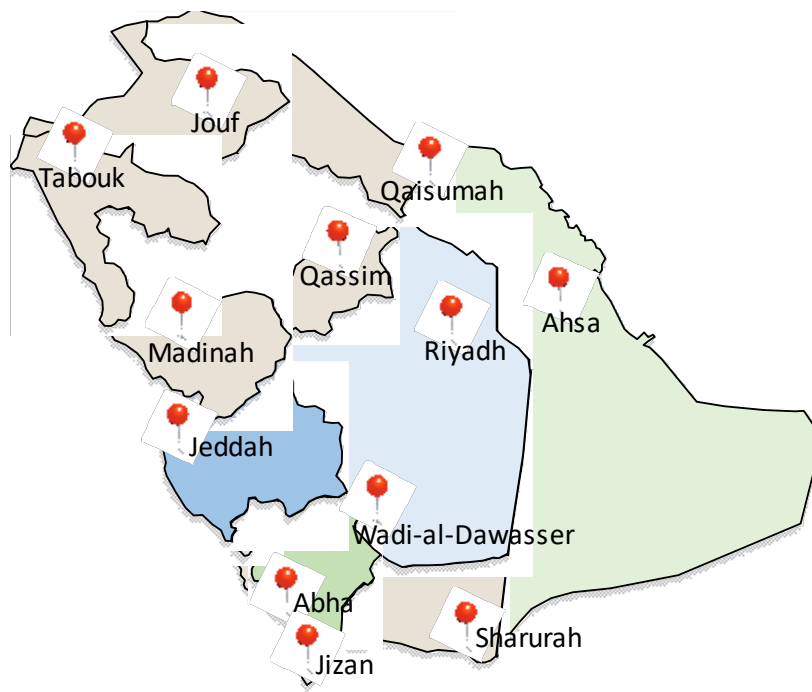 Jouf
Tabouk
Qaisumah
Qassim
Ahsa
Madinah
Riyadh
Jeddah
Wadi-al-Dawasser
Abha
Sharurah
Jizan